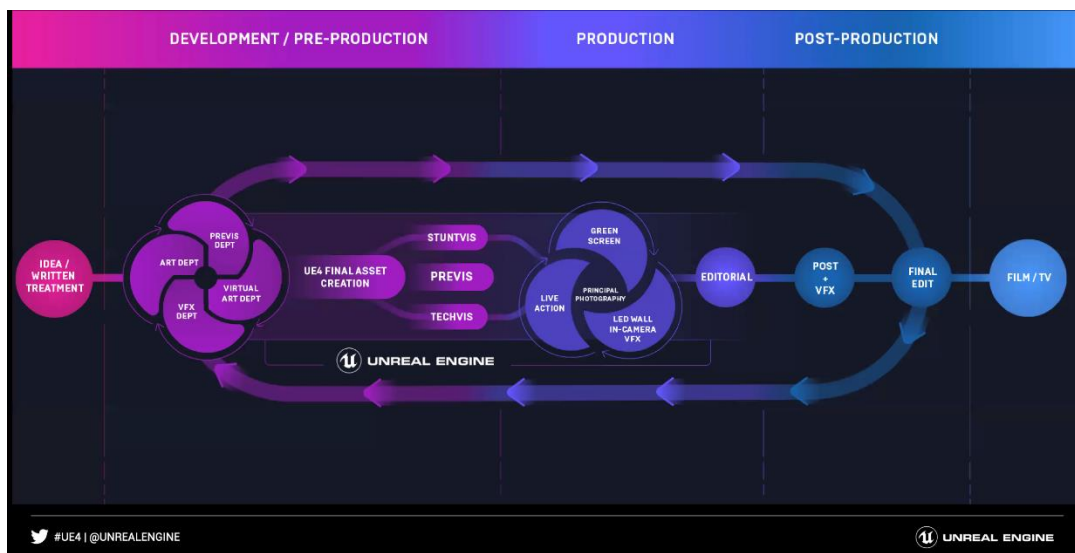 DEVELOPMENT / PRE-PRODUCTION
PRODUCTION
POST-PRODUCTION
IDEA /
WRITTEN
TREATMENT
PREVIS
DEPT
ART DEPT
VIRTUAL
ART DEPT
VFX
DEPT
UE4 FINAL ASSET
CREATION
STUNTVIS
PREVIS
TECHVIS
GREEN
SCREEN
LIVE
ACTION
PRINCIPAL
PHOTOGRAPHY
LED WALL
IN-CAMERA
VFX
EDITORIAL
POST
+
VFX
FINAL
EDIT
FILM / TV
UNREAL ENGINE
#UE4 | @UNREALENGINE
UNREAL ENGINE